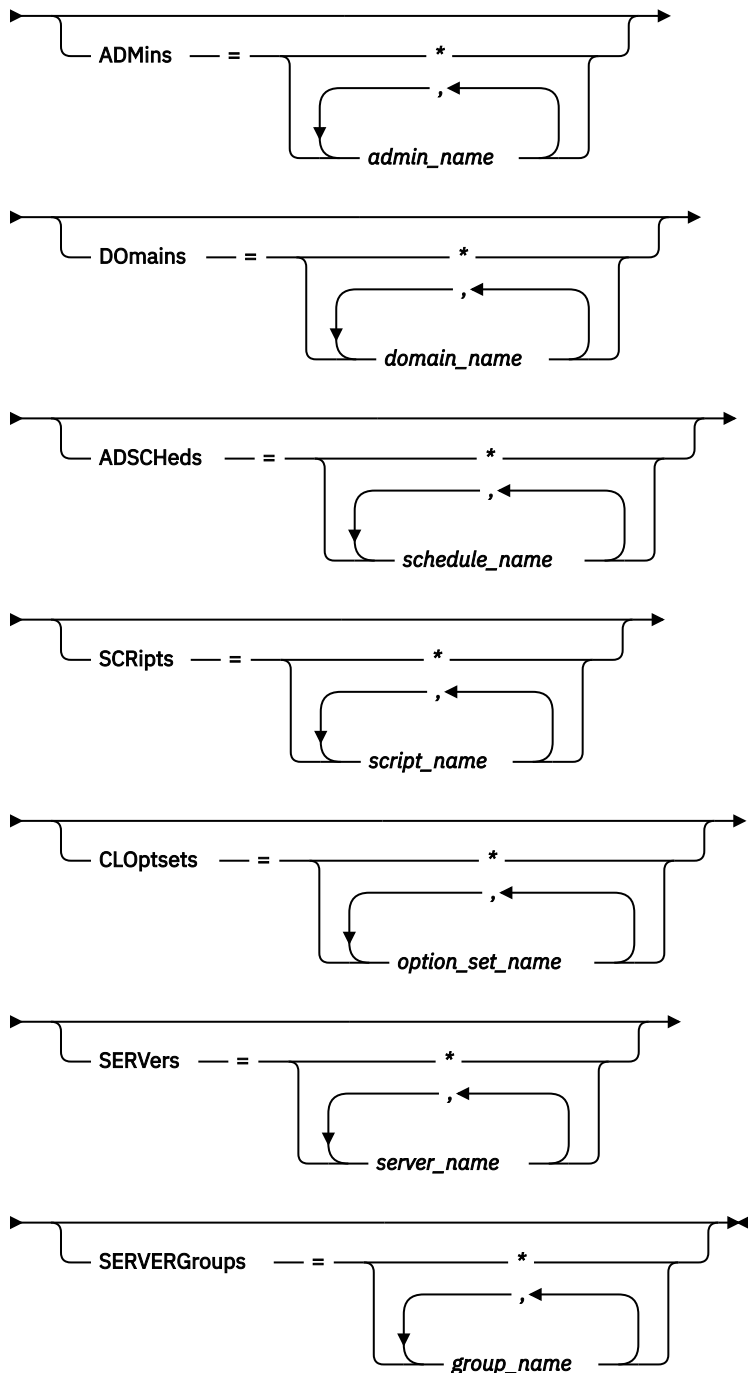 ADMins = *
,
admin_name
DOmains = *
,
domain_name
ADSCHeds = *
,
schedule_name
SCRipts = *
,
script_name
CLOptsets = *
,
option_set_name
SERVers = *
,
server_name
SERVERGroups = *
,
group_name